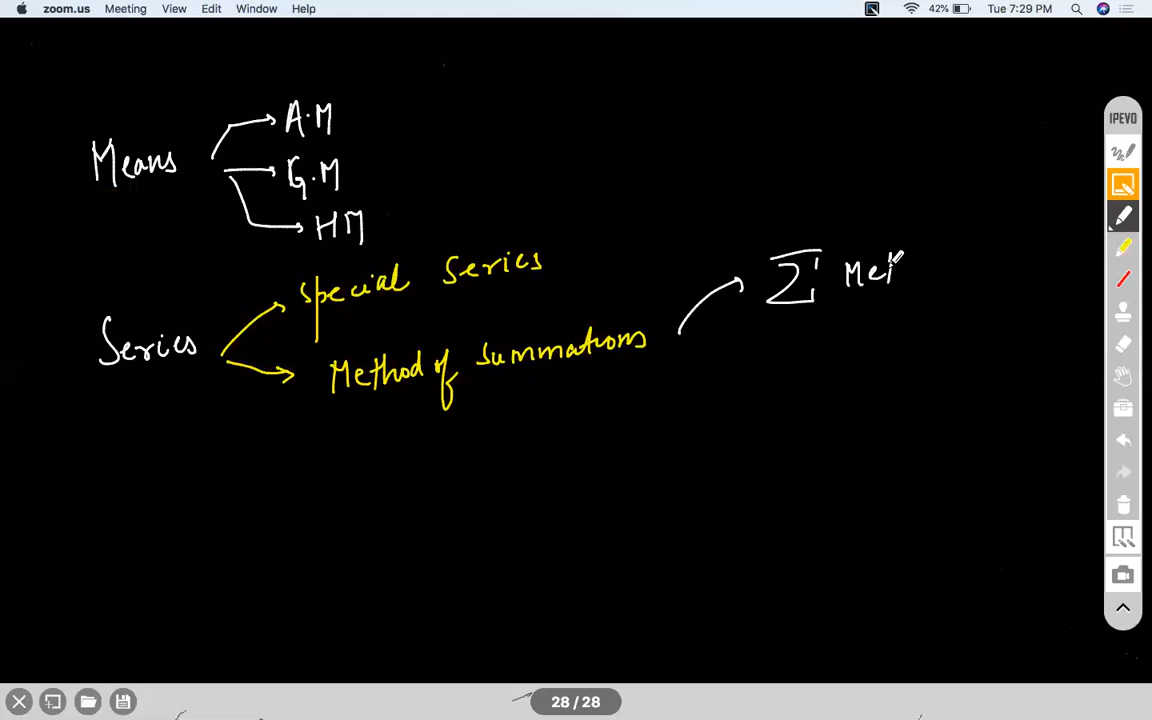 zoom.us Meeting View Edit Window Help 42% Tue 7:29 PM
IPEVO
A.M
Means
G.M
HM
Special Series
Σ Met
Series
Method of Summations
28 / 28